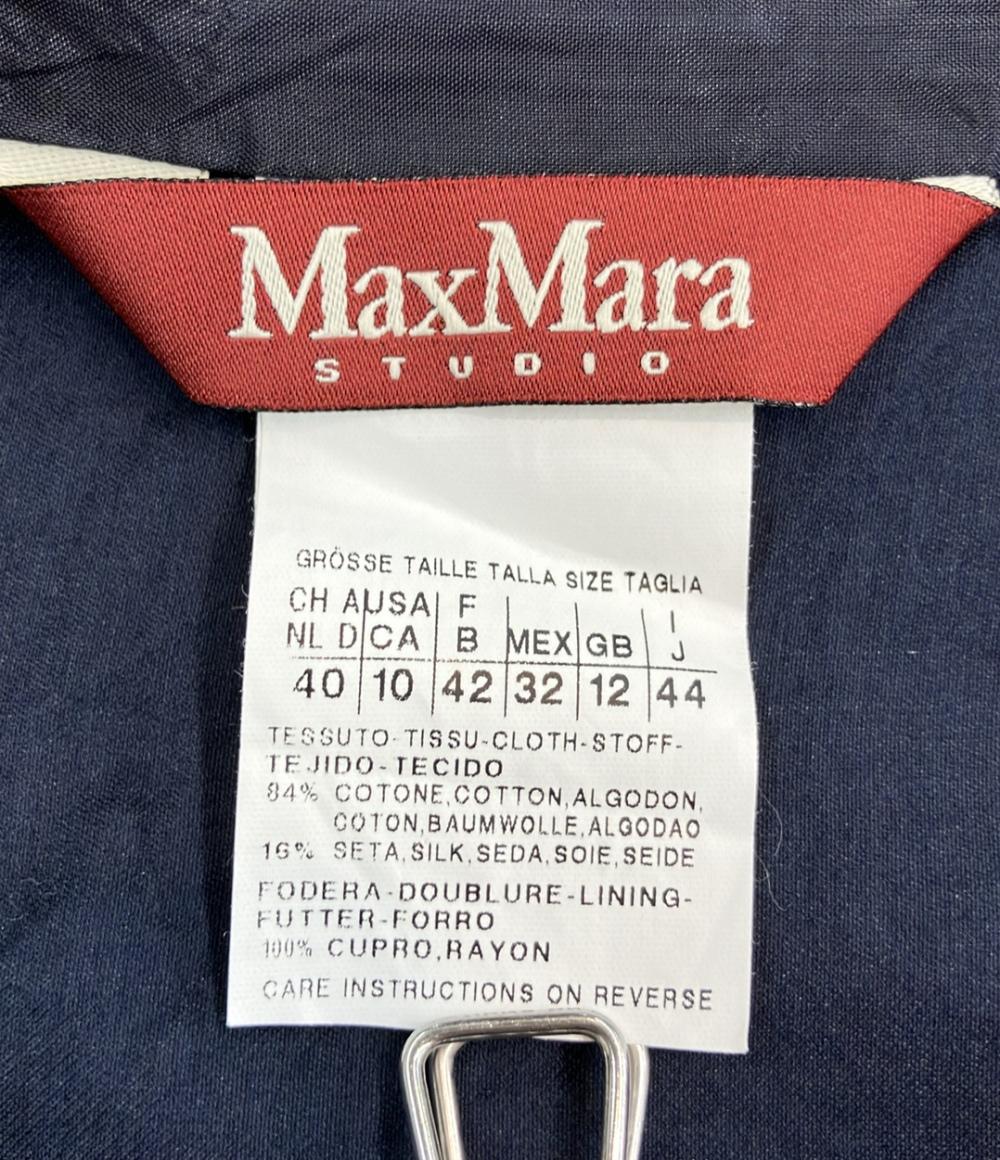 MaxMara
STUDIO
GRÖSSE TAILLE TALLA SIZE TAGLIA
CH A USA F I
NL D CA B MEX GB J
40 10 42 32 12 44
TESSUTO-TISSU-CLOTH-STOFF-
TEJIDO-TECIDO
84% COTONE,COTTON,ALGODON,
COTON,BAUMWOLLE,ALGODAO
16% SETA,SILK,SEDA,SOIE,SEIDE
FODERA-DOUBLURE-LINING-
FUTTER-FORRO
100% CUPRO,RAYON
CARE INSTRUCTIONS ON REVERSE